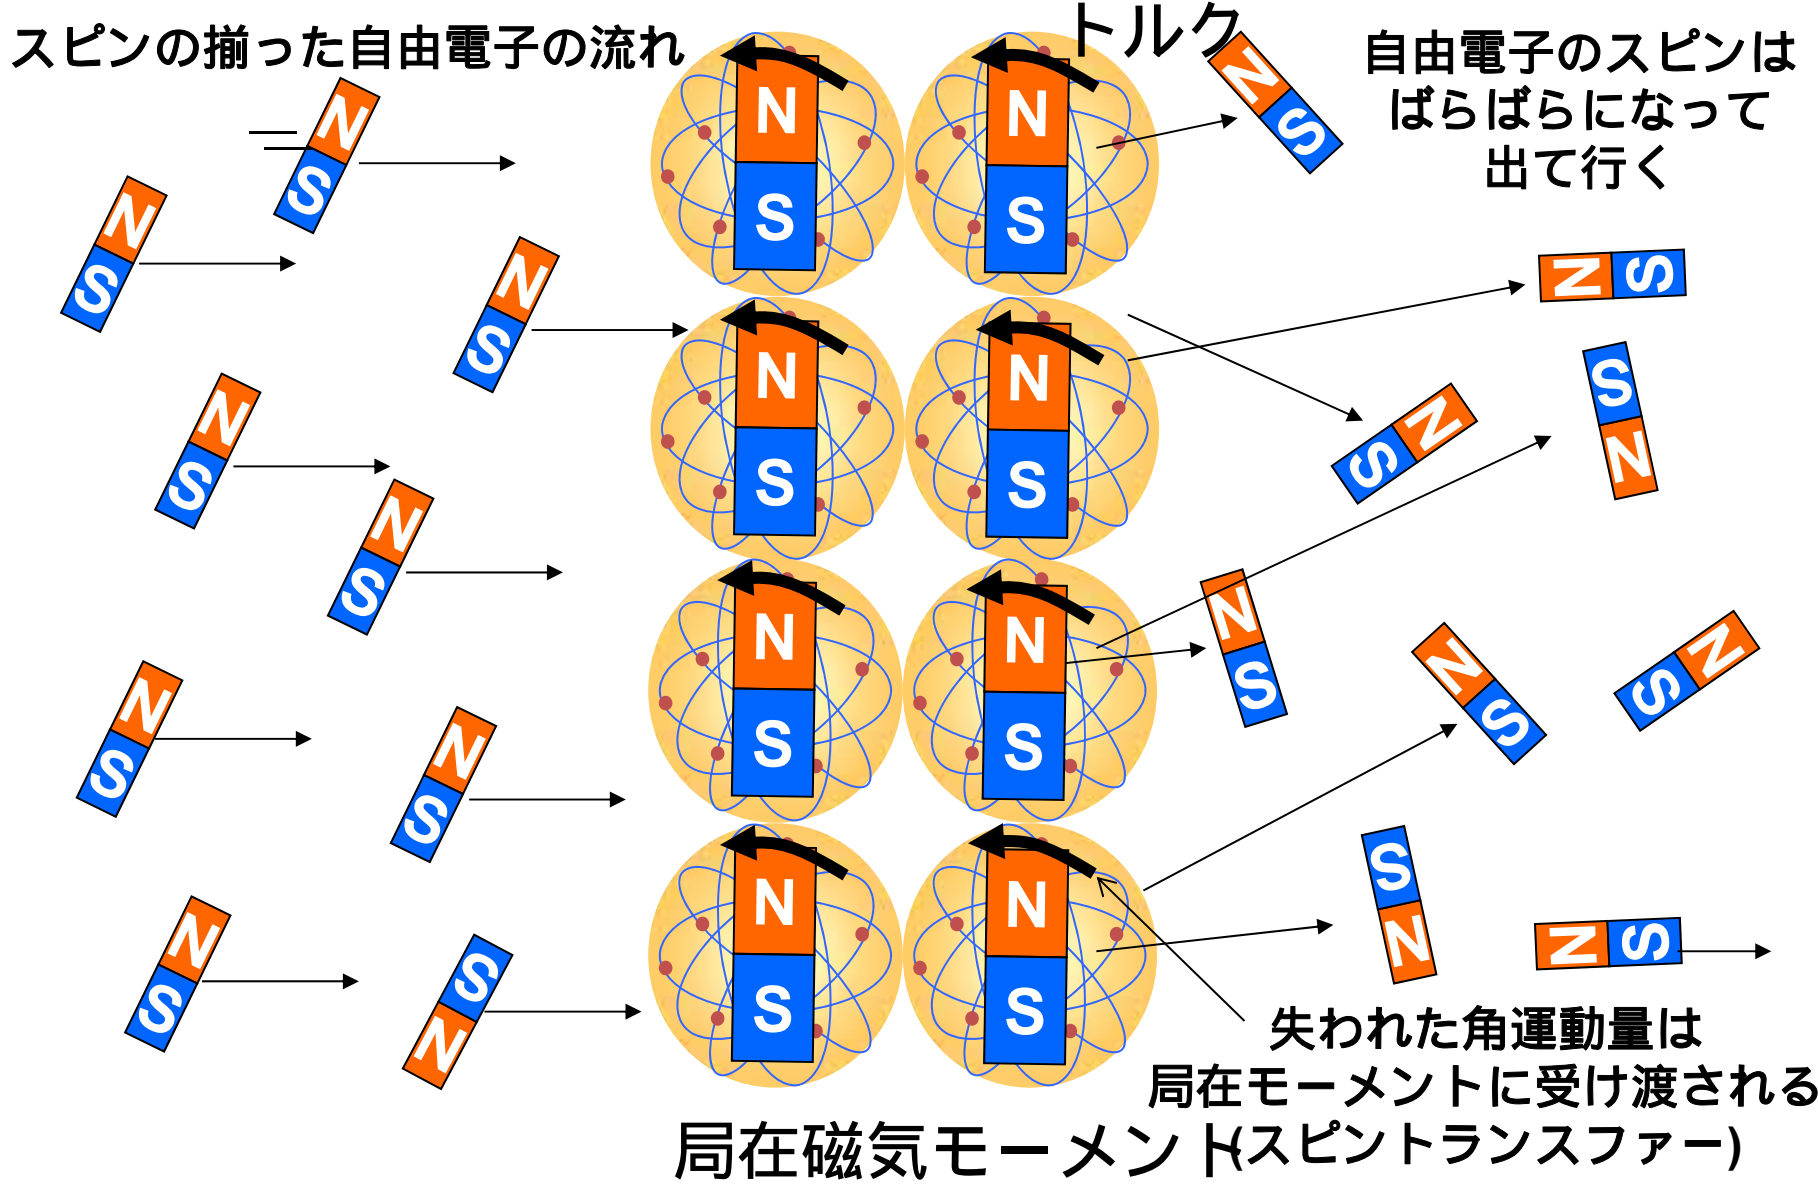 スピンの揃った自由電子の流れ
トルク
自由電子のスピンは
ばらばらになって
出て行く
N
S
N
S
N
S
N
S
N
S
N
S
N
S
N
S
S
N
N
S
N
S
N
S
N
S
N
S
N
S
N
S
N
S
N
S
N
S
S
N
N
S
N
S
N
S
N
S
S
N
N
S
失われた角運動量は
局在モーメントに受け渡される
(スピントランスファー)
局在磁気モーメント